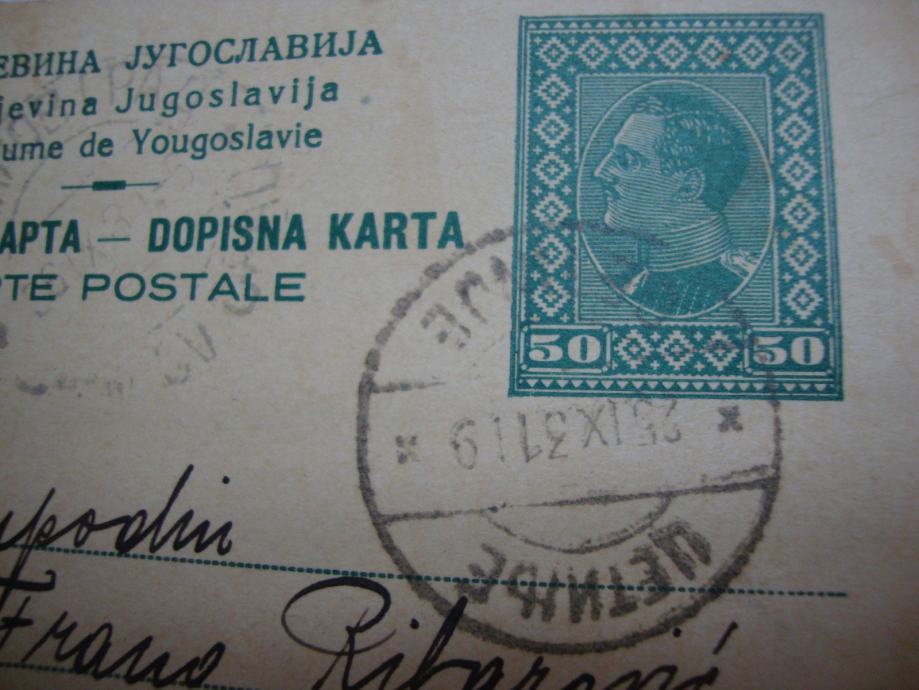 ЕВИНА ЈУГОСЛАВИЈА
jevina Jugoslavija
ume de Yougoslavie
АРТА — DOPISNA KARTA
TE POSTALE
50 50
25.IX.31 19
ЦЕТИЊЕ
Frano Ribarović